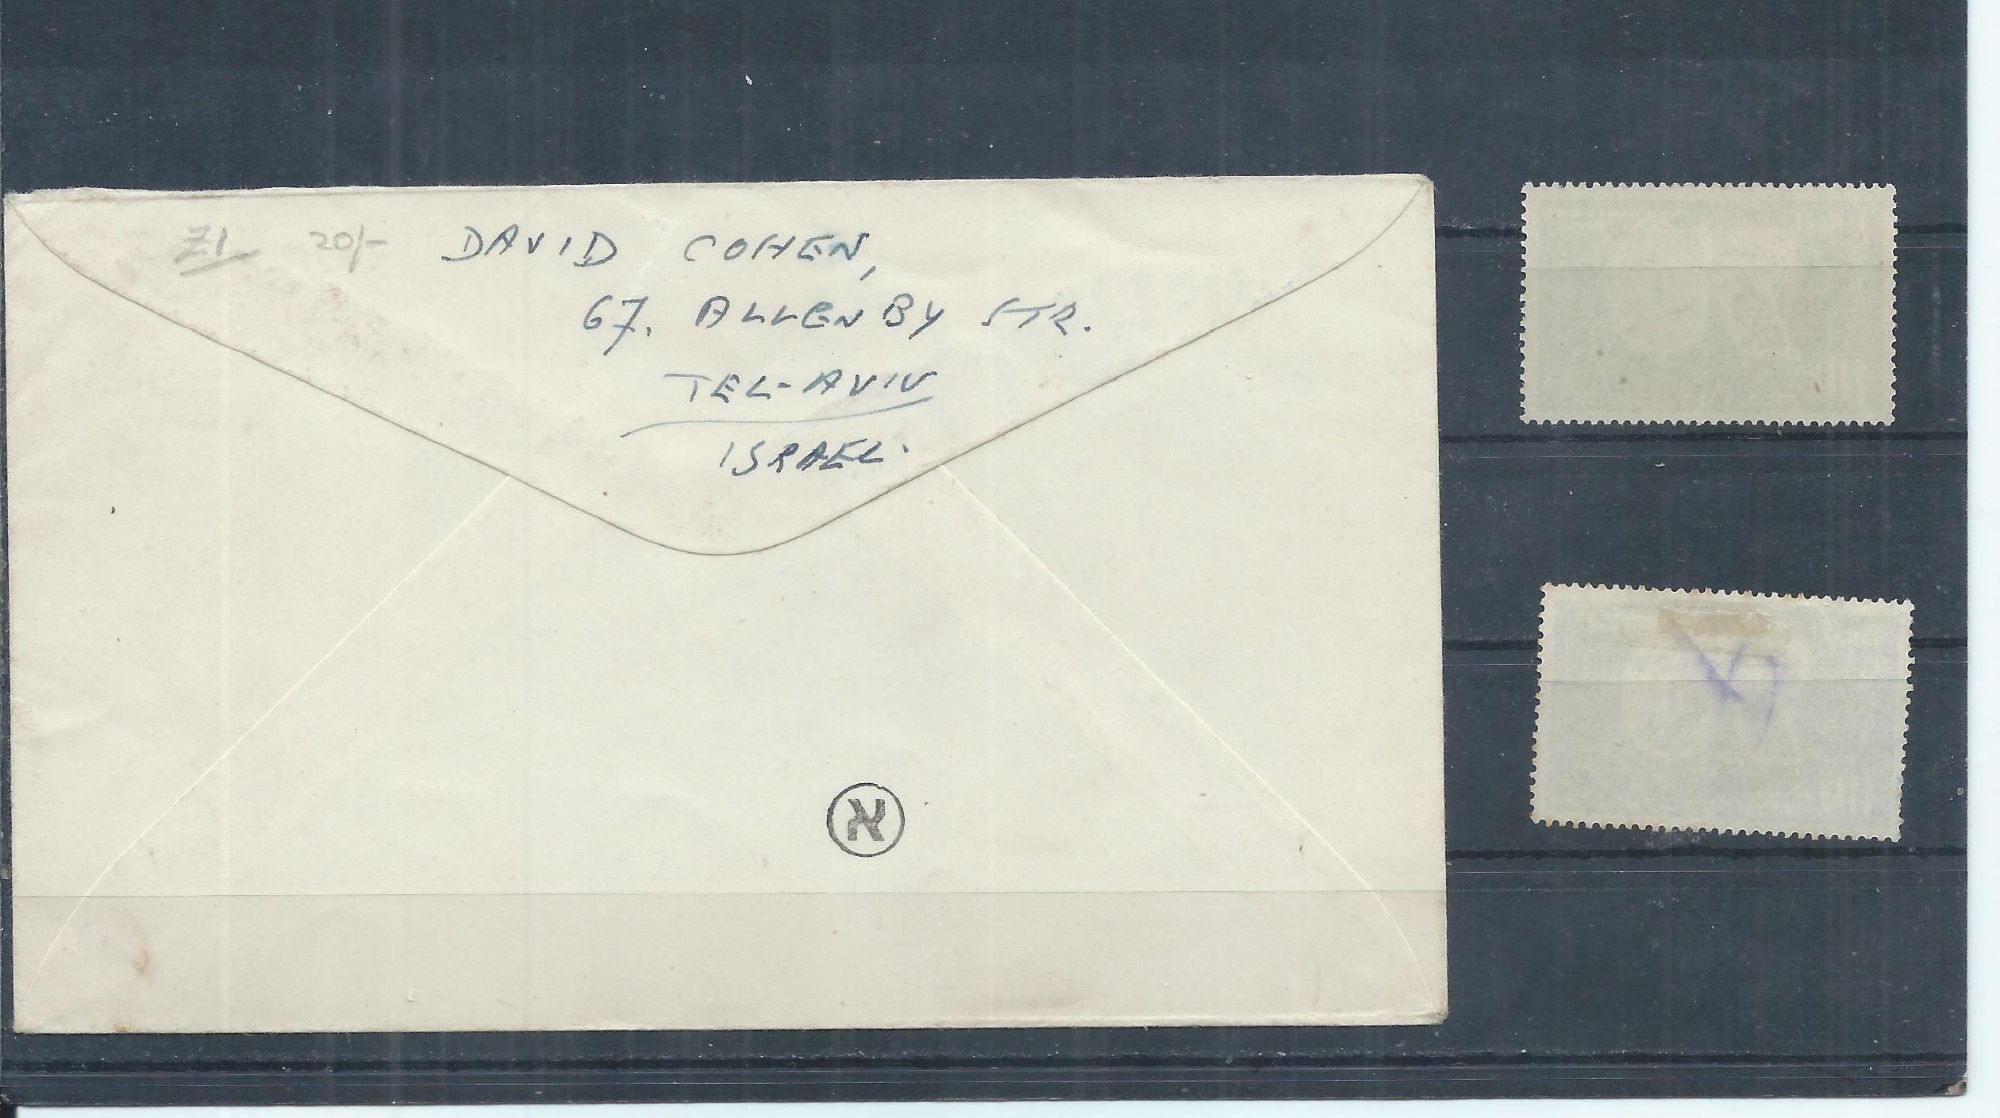 Z1 20/- DAVID COHEN,
67. ALLENBY STR.
TEL-AVIV
ISRAEL.
א